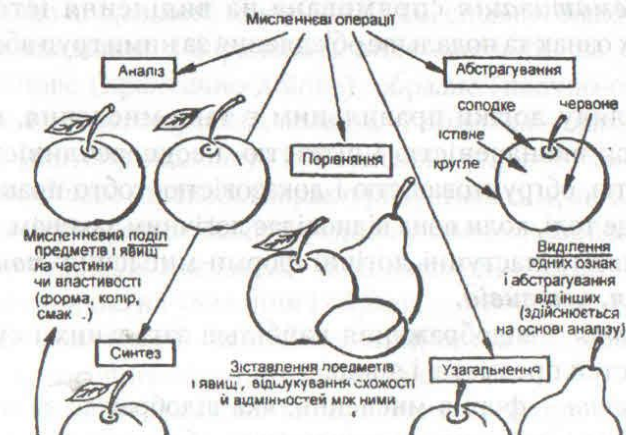 Мисленнєві операції
Аналіз
Абстрагування
солодке
червоне
їстівне
кругле
Порівняння
Мисленнєвий поділ
предметів і явищ
на частини
чи властивості
(форма, колір,
смак ..)
Виділення
одних ознак
і абстрагування
від інших
(здійснюється
на основі аналізу)
Синтез
Зіставлення предметів
і явищ, відшукування схожості
й відмінностей між ними
Узагальнення